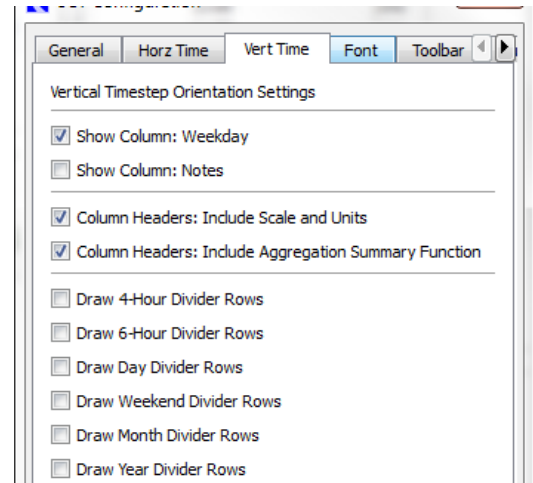 General Horz Time Vert Time Font Toolbar
Vertical Timestep Orientation Settings
Show Column: Weekday
Show Column: Notes
Column Headers: Include Scale and Units
Column Headers: Include Aggregation Summary Function
Draw 4-Hour Divider Rows
Draw 6-Hour Divider Rows
Draw Day Divider Rows
Draw Weekend Divider Rows
Draw Month Divider Rows
Draw Year Divider Rows